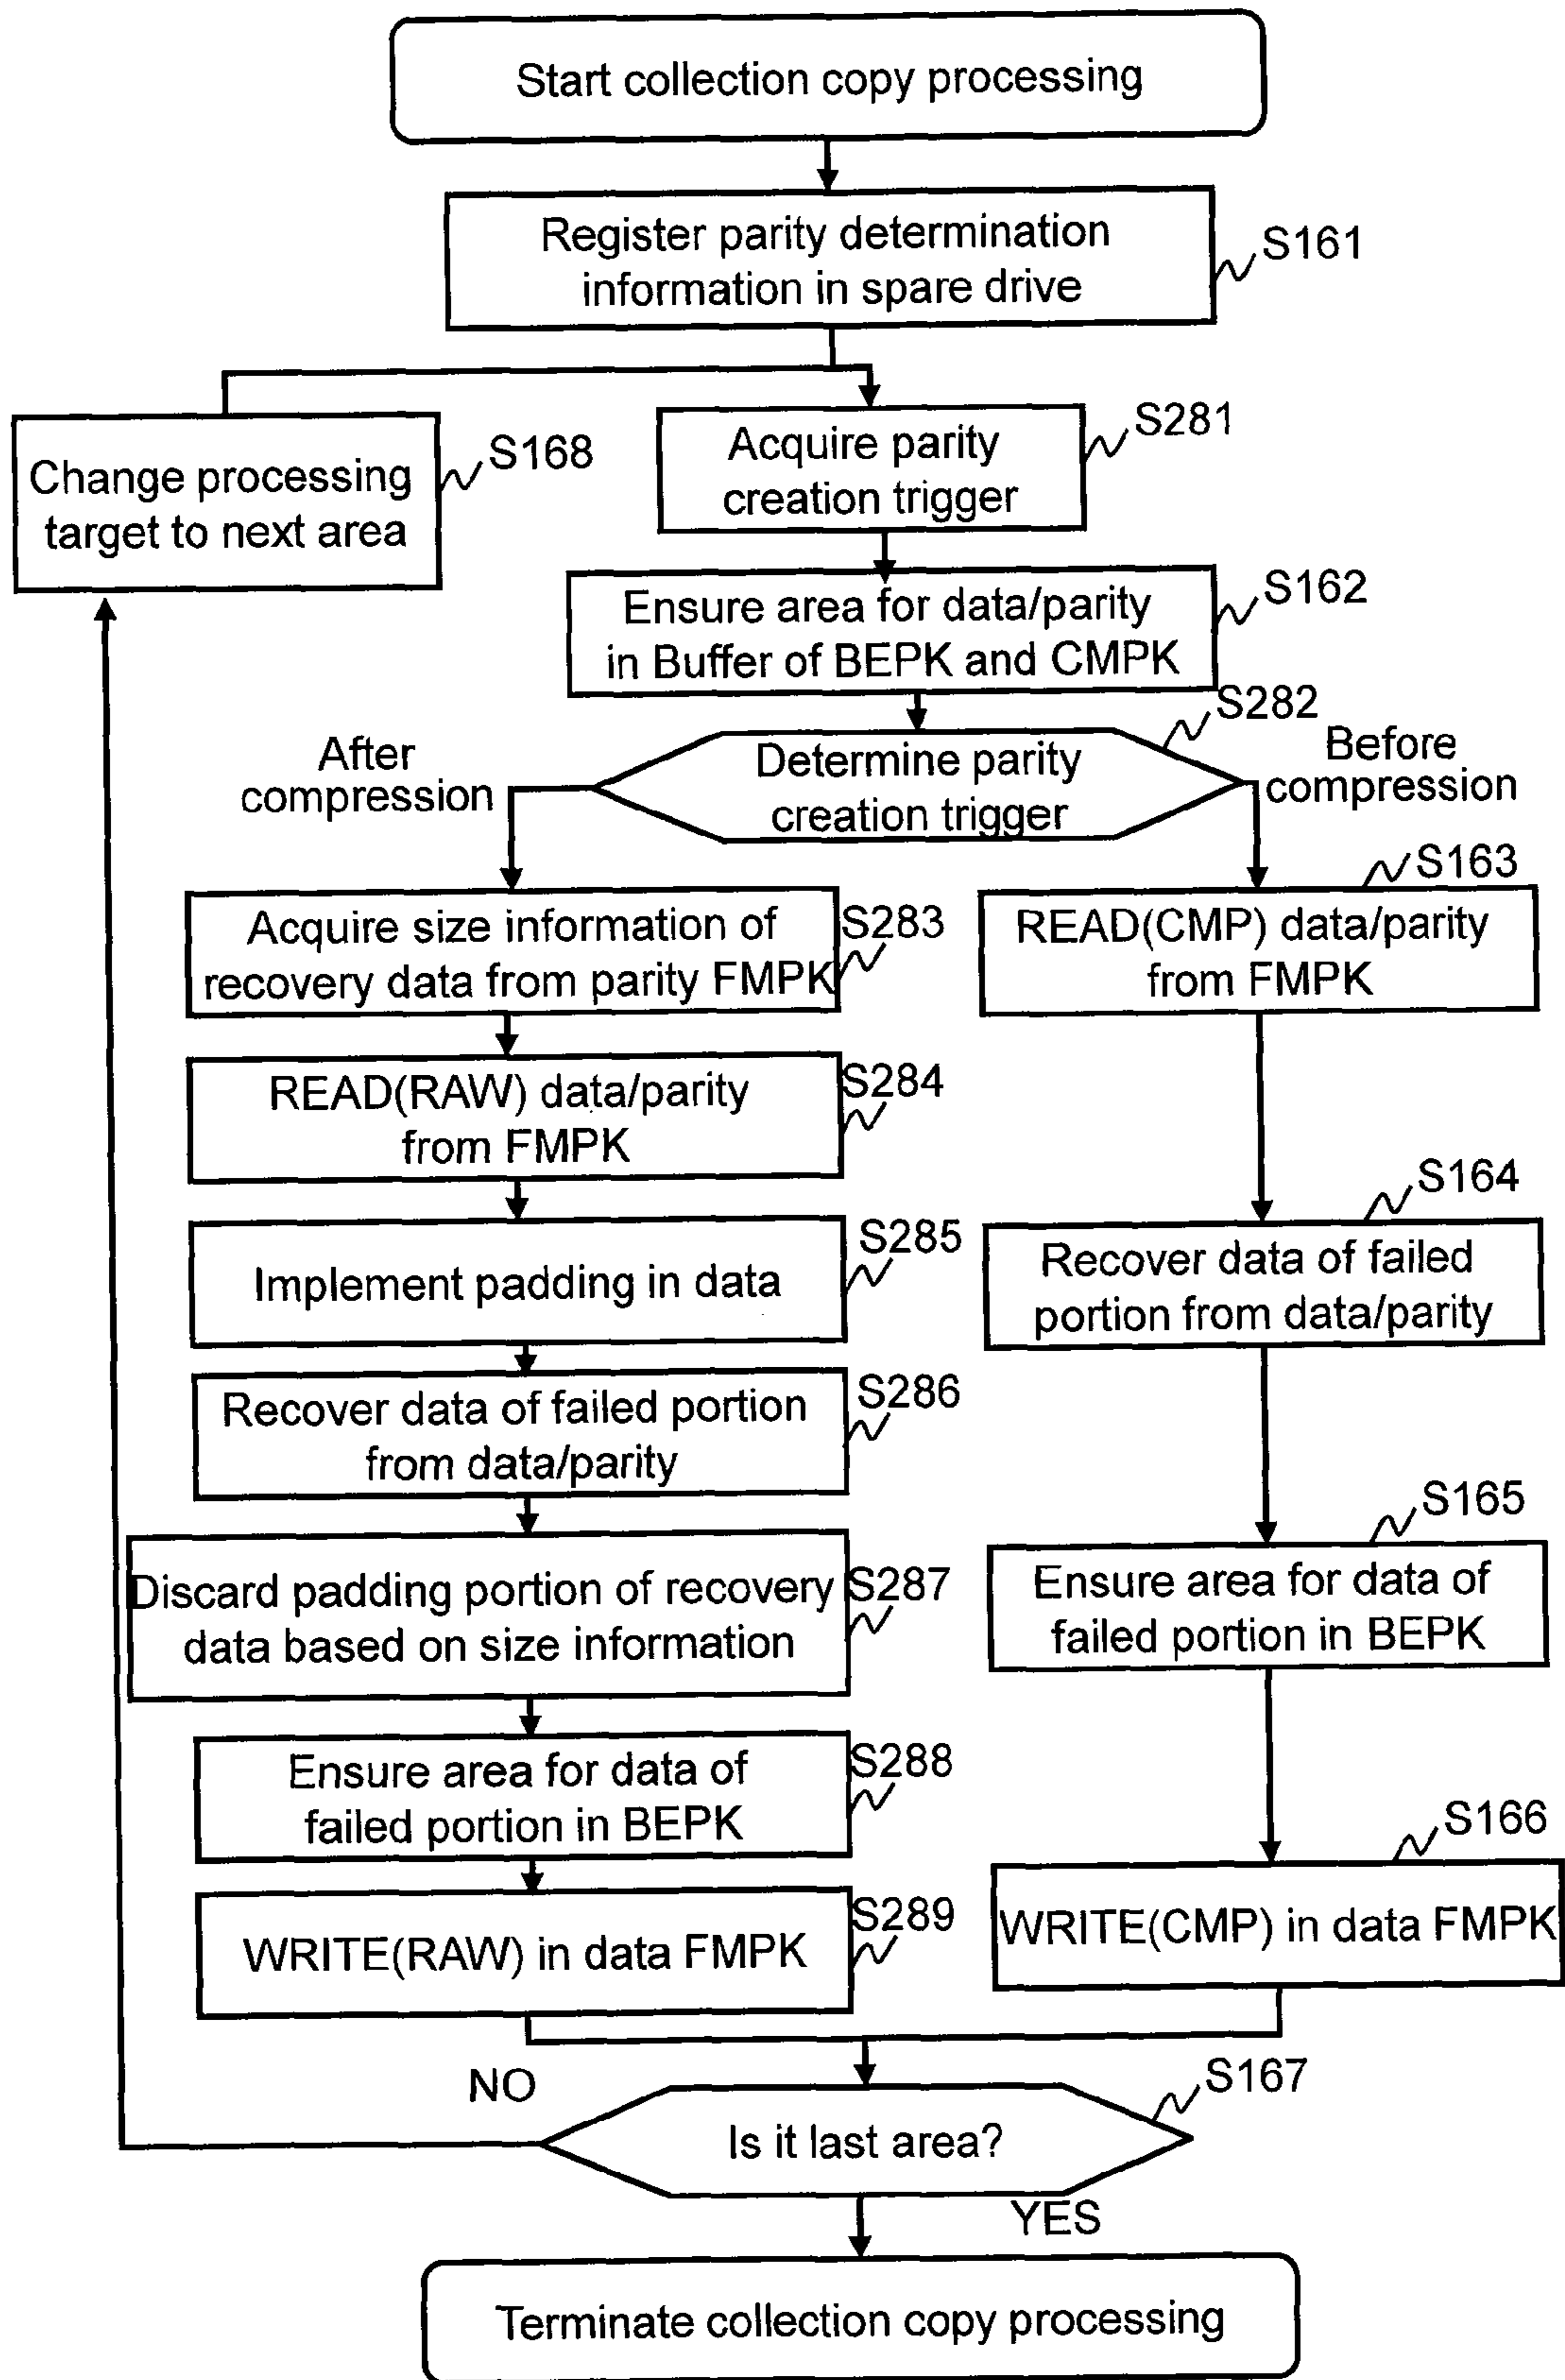 Start collection copy processing
Register parity determination
information in spare drive
S161
Change processing
target to next area
S168
Acquire parity
creation trigger
S281
Ensure area for data/parity
in Buffer of BEPK and CMPK
S162
S282
After
compression
Determine parity
creation trigger
Before
compression
Acquire size information of
recovery data from parity FMPK
S283
S163
READ(CMP) data/parity
from FMPK
READ(RAW) data/parity
from FMPK
S284
Implement padding in data
S285
S164
Recover data of failed
portion from data/parity
Recover data of failed portion
from data/parity
S286
Discard padding portion of recovery
data based on size information
S287
S165
Ensure area for data of
failed portion in BEPK
Ensure area for data of
failed portion in BEPK
S288
S166
WRITE(CMP) in data FMPK
WRITE(RAW) in data FMPK
S289
NO
S167
Is it last area?
YES
Terminate collection copy processing